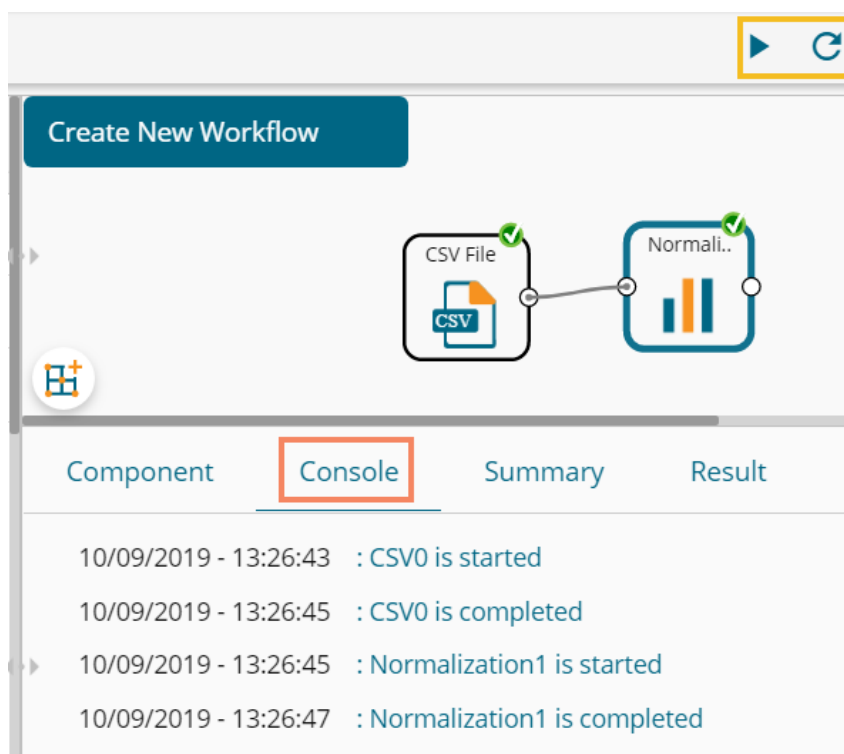 Create New Workflow
CSV File
Normali..
CSV
Component Console Summary Result
10/09/2019 - 13:26:43 : CSV0 is started
10/09/2019 - 13:26:45 : CSV0 is completed
10/09/2019 - 13:26:45 : Normalization1 is started
10/09/2019 - 13:26:47 : Normalization1 is completed